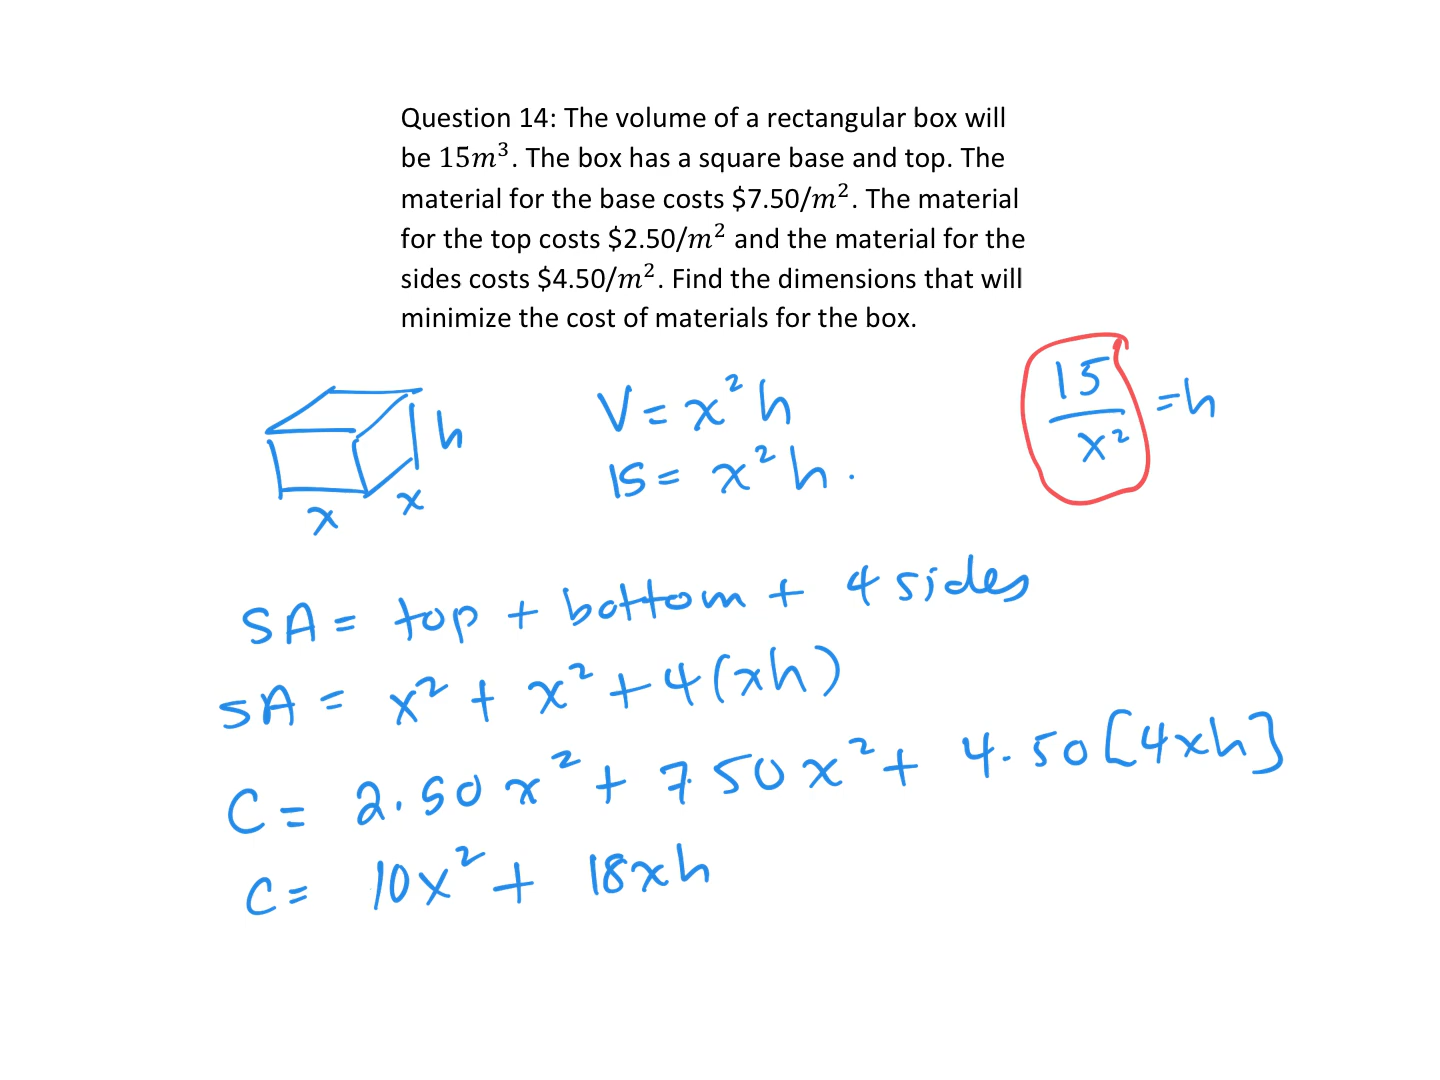 Question 14: The volume of a rectangular box will
be 15m³. The box has a square base and top. The
material for the base costs $7.50/m². The material
for the top costs $2.50/m² and the material for the
sides costs $4.50/m². Find the dimensions that will
minimize the cost of materials for the box.
h
x
x
V = x²h
15 = x²h.
15/x² = h
SA = top + bottom + 4 sides
SA = x² + x² + 4(xh)
C = 2.50x² + 7.50x² + 4.50[4xh]
C = 10x² + 18xh